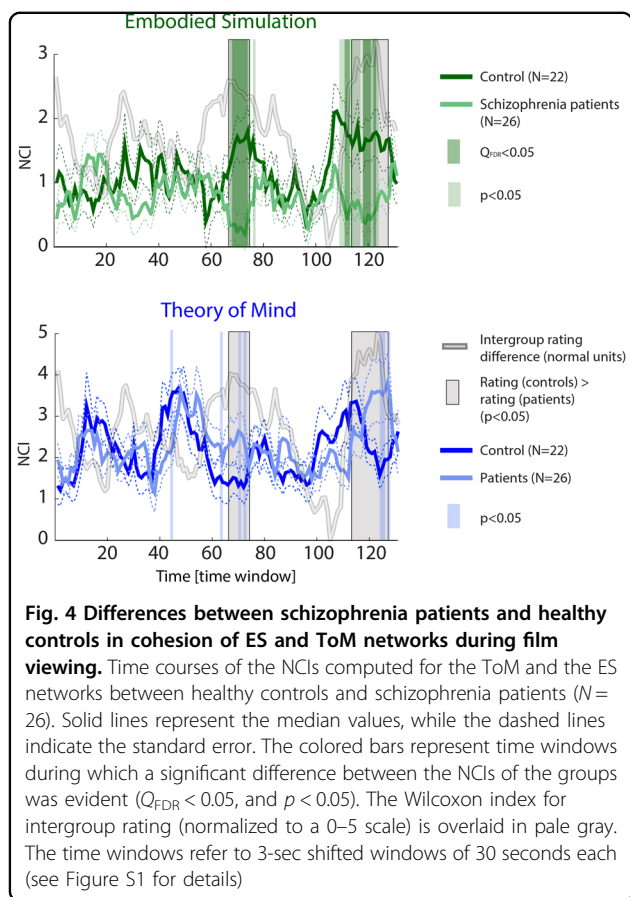 Embodied Simulation
3
2
1
0
NCI
20 40 60 80 100 120
Control (N=22)
Schizophrenia patients
(N=26)
QFDR<0.05
p<0.05
Theory of Mind
5
4
3
2
1
0
NCI
20 40 60 80 100 120
Time [time window]
Intergroup rating
difference (normal units)
Rating (controls) >
rating (patients)
(p<0.05)
Control (N=22)
Patients (N=26)
p<0.05
Fig. 4 Differences between schizophrenia patients and healthy
controls in cohesion of ES and ToM networks during film
viewing. Time courses of the NCIs computed for the ToM and the ES
networks between healthy controls and schizophrenia patients (N =
26). Solid lines represent the median values, while the dashed lines
indicate the standard error. The colored bars represent time windows
during which a significant difference between the NCIs of the groups
was evident (QFDR < 0.05, and p < 0.05). The Wilcoxon index for
intergroup rating (normalized to a 0–5 scale) is overlaid in pale gray.
The time windows refer to 3-sec shifted windows of 30 seconds each
(see Figure S1 for details)